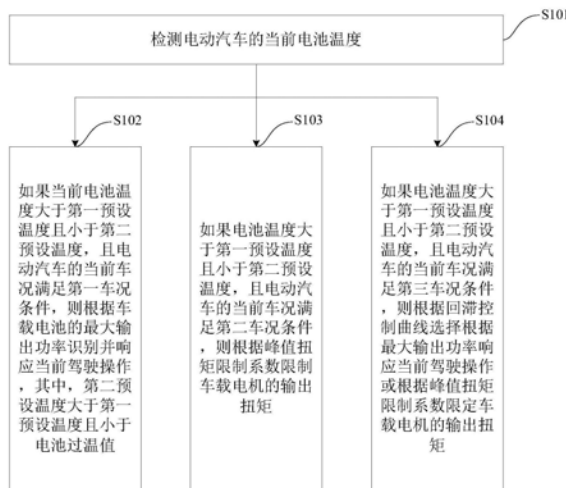 S101
检测电动汽车的当前电池温度
S102
如果当前电池温
度大于第一预设
温度且小于第二
预设温度，且电
动汽车的当前车
况满足第一车况
条件，则根据车
载电池的最大输
出功率识别并响
应当前驾驶操作
，其中，第二预
设温度大于第一
预设温度且小于
电池过温值
S103
如果电池温度大
于第一预设温度
且小于第二预设
温度，且电动汽
车的当前车况满
足第二车况条件
，则根据峰值扭
矩限制系数限制
车载电机的输出
扭矩
S104
如果电池温度大
于第一预设温度
且小于第二预设
温度，且电动汽
车的当前车况满
足第三车况条件
，则根据回滞控
制曲线选择根据
最大输出功率响
应当前驾驶操作
或根据峰值扭矩
限制系数限定车
载电机的输出扭
矩